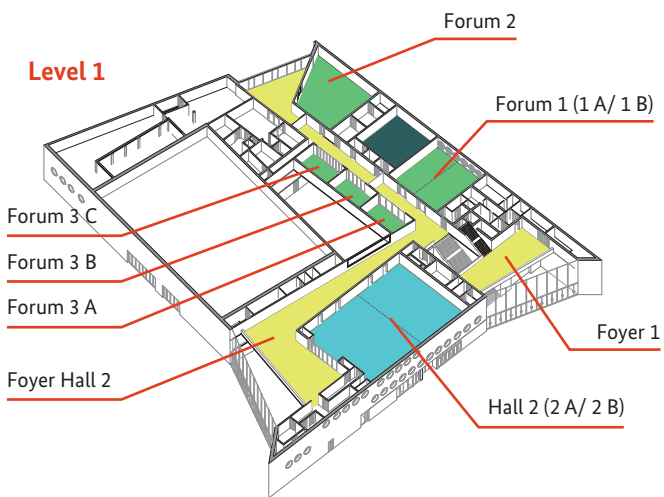 Forum 2
Level 1
Forum 1 (1 A/ 1 B)
Forum 3 C
Forum 3 B
Forum 3 A
Foyer 1
Foyer Hall 2
Hall 2 (2 A/ 2 B)